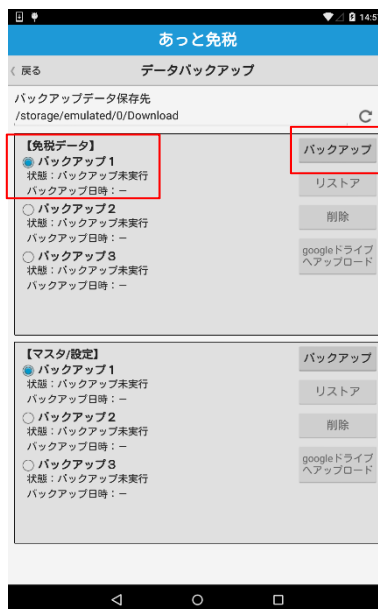 14:5
あっと免税
戻る
データバックアップ
バックアップデータ保存先
/storage/emulated/0/Download
【免税データ】
バックアップ1
状態：バックアップ未実行
バックアップ日時：－
バックアップ2
状態：バックアップ未実行
バックアップ日時：－
バックアップ3
状態：バックアップ未実行
バックアップ日時：－
バックアップ
リストア
削除
googleドライブ
へアップロード
【マスタ/設定】
バックアップ1
状態：バックアップ未実行
バックアップ日時：－
バックアップ2
状態：バックアップ未実行
バックアップ日時：－
バックアップ3
状態：バックアップ未実行
バックアップ日時：－
バックアップ
リストア
削除
googleドライブ
へアップロード